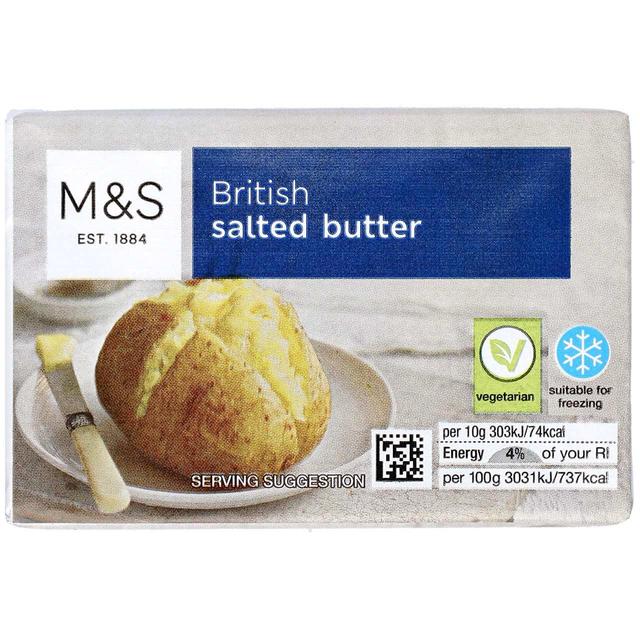 M&S
EST. 1884
British
salted butter
vegetarian
suitable for
freezing
per 10g 303kJ/74kcal
Energy 4% of your RI
per 100g 3031kJ/737kcal
SERVING SUGGESTION